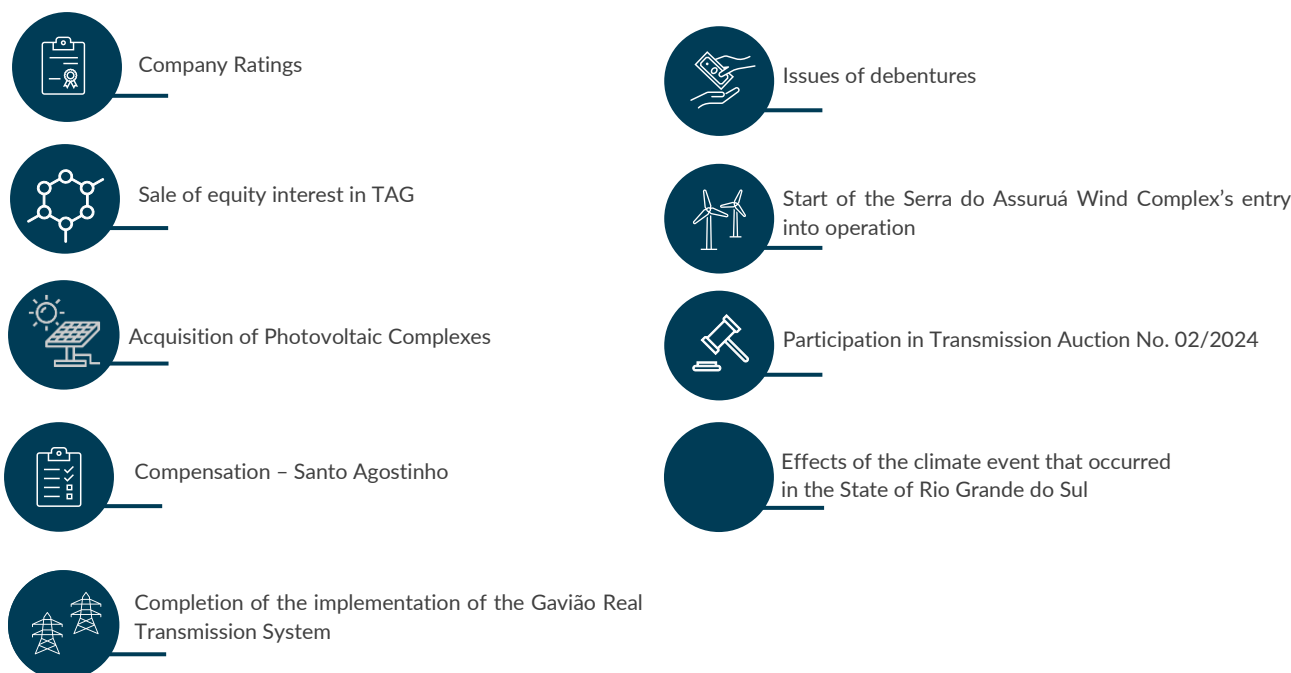 Company Ratings
Sale of equity interest in TAG
Acquisition of Photovoltaic Complexes
Compensation – Santo Agostinho
Completion of the implementation of the Gavião Real
Transmission System
Issues of debentures
Start of the Serra do Assuruá Wind Complex’s entry
into operation
Participation in Transmission Auction No. 02/2024
Effects of the climate event that occurred
in the State of Rio Grande do Sul